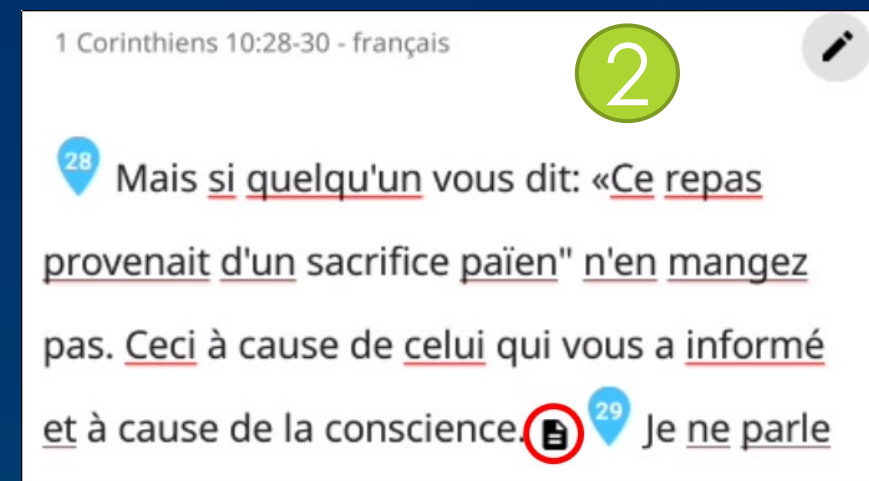 1 Corinthiens 10:28-30 - français
2
28 Mais si quelqu'un vous dit: «Ce repas
provenait d'un sacrifice païen" n'en mangez
pas. Ceci à cause de celui qui vous a informé
et à cause de la conscience. 29 Je ne parle